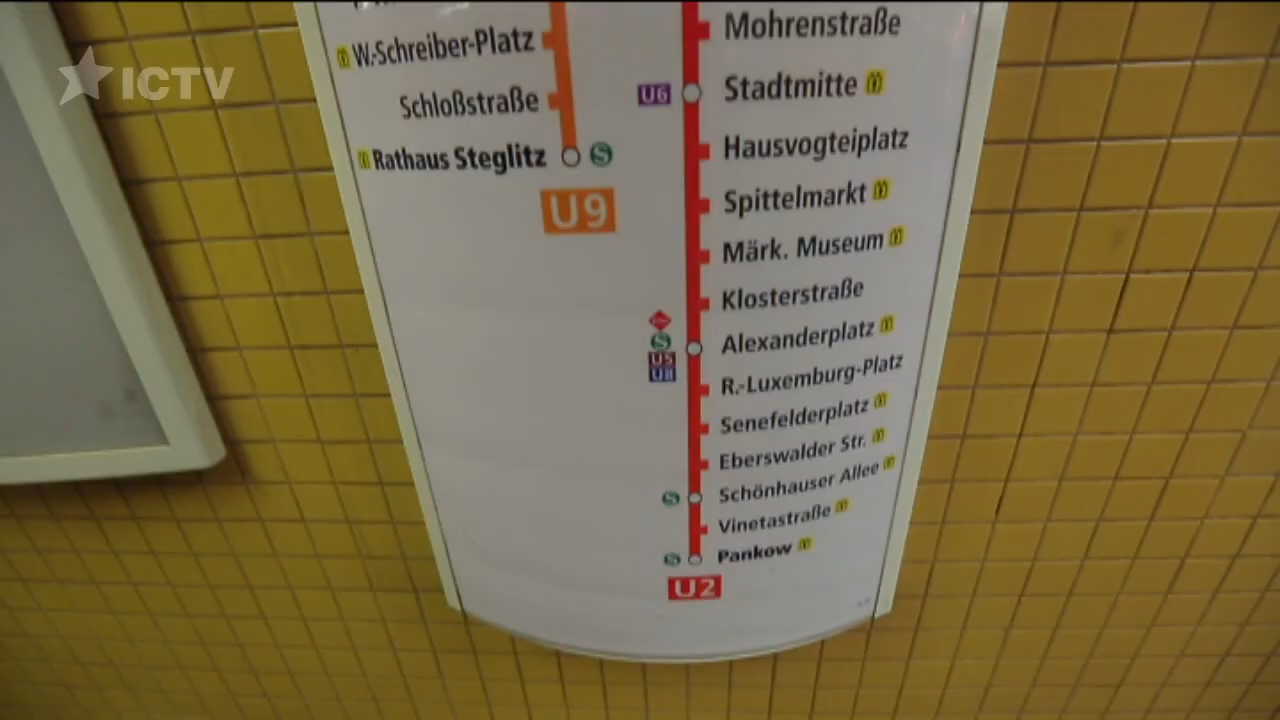 ICTV
W.-Schreiber-Platz
Schloßstraße
Rathaus Steglitz
S
U9
Mohrenstraße
U6
Stadtmitte
Hausvogteiplatz
Spittelmarkt
Märk. Museum
Klosterstraße
S
U5
U8
Alexanderplatz
R.-Luxemburg-Platz
Senefelderplatz
Eberswalder Str.
S
Schönhauser Allee
Vinetastraße
S
Pankow
U2